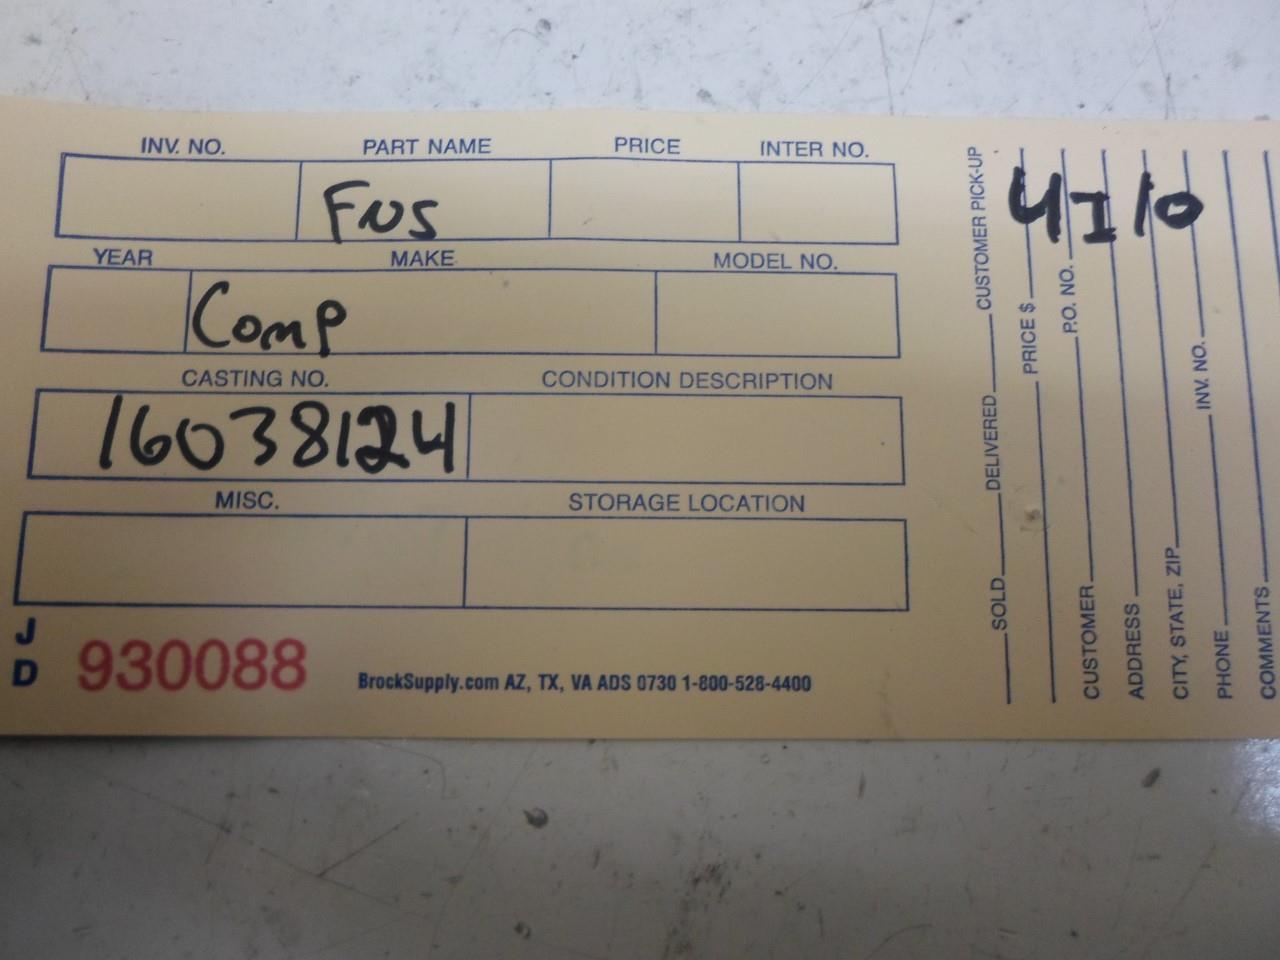 INV. NO. PART NAME PRICE INTER NO.
FNS
YEAR MAKE MODEL NO.
Comp
CASTING NO. CONDITION DESCRIPTION
16038124
MISC. STORAGE LOCATION
J
D
930088
BrockSupply.com AZ, TX, VA ADS 0730 1-800-528-4400
SOLD DELIVERED CUSTOMER PICK-UP
PRICE $
CUSTOMER P.O. NO.
ADDRESS
CITY, STATE, ZIP
PHONE INV. NO.
COMMENTS
4I10